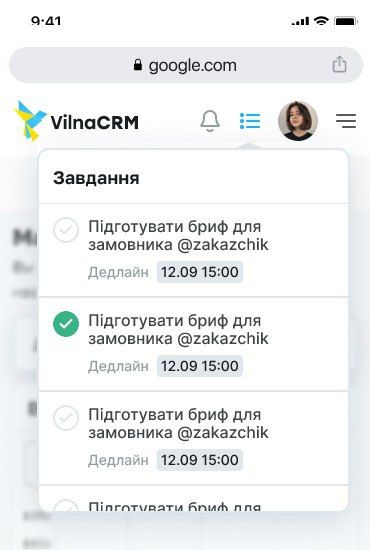 9:41
google.com
VilnaCRM
Завдання
Підготувати бриф для
замовника @zakazchik
Дедлайн 12.09 15:00
Підготувати бриф для
замовника @zakazchik
Дедлайн 12.09 15:00
Підготувати бриф для
замовника @zakazchik
Дедлайн 12.09 15:00
Підготувати бриф для